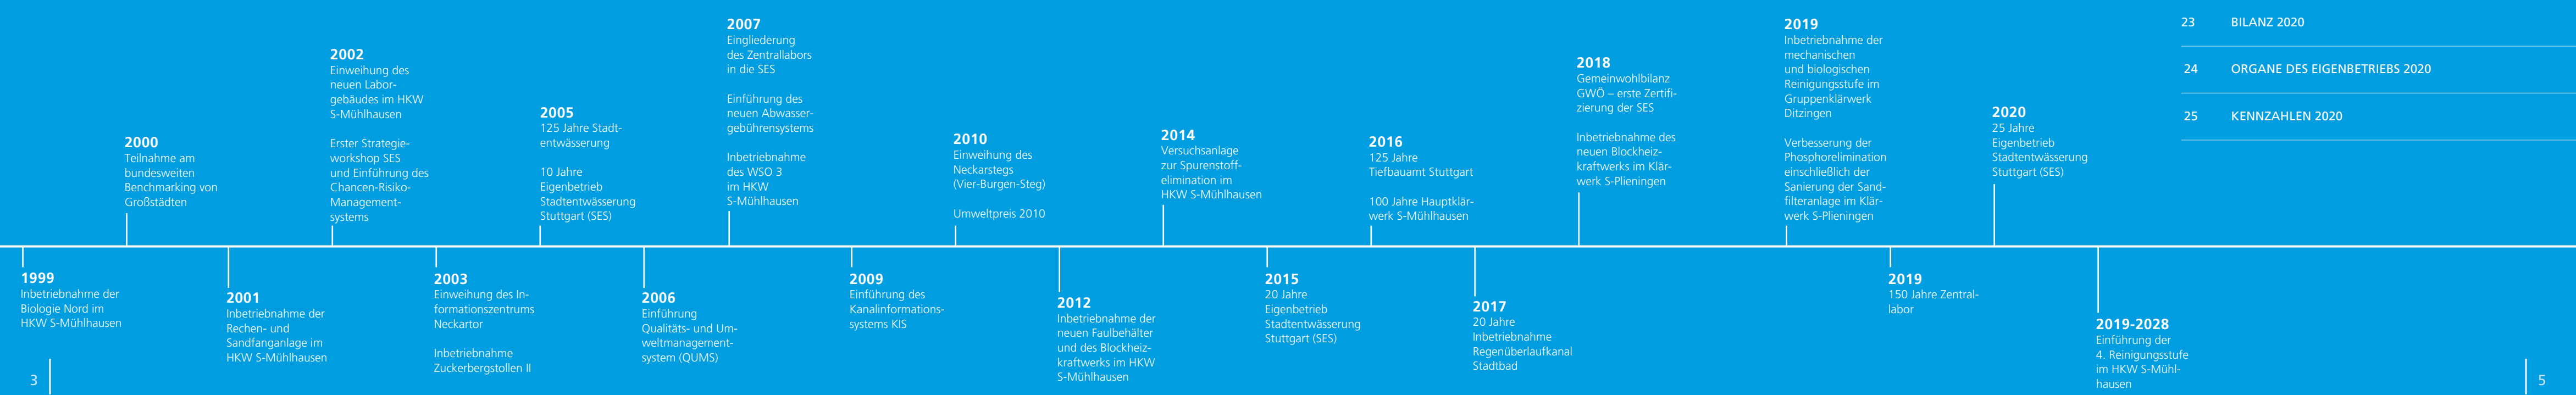 1999
Inbetriebnahme der
Biologie Nord im
HKW S-Mühlhausen
2000
Teilnahme am
bundesweiten
Benchmarking von
Großstädten
2001
Inbetriebnahme der
Rechen- und
Sandfanganlage im
HKW S-Mühlhausen
2002
Einweihung des
neuen Labor-
gebäudes im HKW
S-Mühlhausen
Erster Strategie-
workshop SES
und Einführung des
Chancen-Risiko-
Management-
systems
2003
Einweihung des In-
formationszentrums
Neckartor
Inbetriebnahme
Zuckerbergstollen II
2005
125 Jahre Stadt-
entwässerung
10 Jahre
Eigenbetrieb
Stadtentwässerung
Stuttgart (SES)
2006
Einführung
Qualitäts- und Um-
weltmanagement-
system (QUMS)
2007
Eingliederung
des Zentrallabors
in die SES
Einführung des
neuen Abwasser-
gebührensystems
Inbetriebnahme
des WSO 3
im HKW
S-Mühlhausen
2009
Einführung des
Kanalinformations-
systems KIS
2010
Einweihung des
Neckarstegs
(Vier-Burgen-Steg)
Umweltpreis 2010
2012
Inbetriebnahme der
neuen Faulbehälter
und des Blockheiz-
kraftwerks im HKW
S-Mühlhausen
2014
Versuchsanlage
zur Spurenstoff-
elimination im
HKW S-Mühlhausen
2015
20 Jahre
Eigenbetrieb
Stadtentwässerung
Stuttgart (SES)
2016
125 Jahre
Tiefbauamt Stuttgart
100 Jahre Hauptklär-
werk S-Mühlhausen
2017
20 Jahre
Inbetriebnahme
Regenüberlaufkanal
Stadtbad
2018
Gemeinwohlbilanz
GWÖ – erste Zertifi-
zierung der SES
Inbetriebnahme des
neuen Blockheiz-
kraftwerks im Klär-
werk S-Plieningen
2019
Inbetriebnahme der
mechanischen
und biologischen
Reinigungsstufe im
Gruppenklärwerk
Ditzingen
Verbesserung der
Phosphorelimination
einschließlich der
Sanierung der Sand-
filteranlage im Klär-
werk S-Plieningen
2019
150 Jahre Zentral-
labor
2020
25 Jahre
Eigenbetrieb
Stadtentwässerung
Stuttgart (SES)
2019-2028
Einführung der
4. Reinigungsstufe
im HKW S-Mühl-
hausen
23 BILANZ 2020
24 ORGANE DES EIGENBETRIEBS 2020
25 KENNZAHLEN 2020
3
5